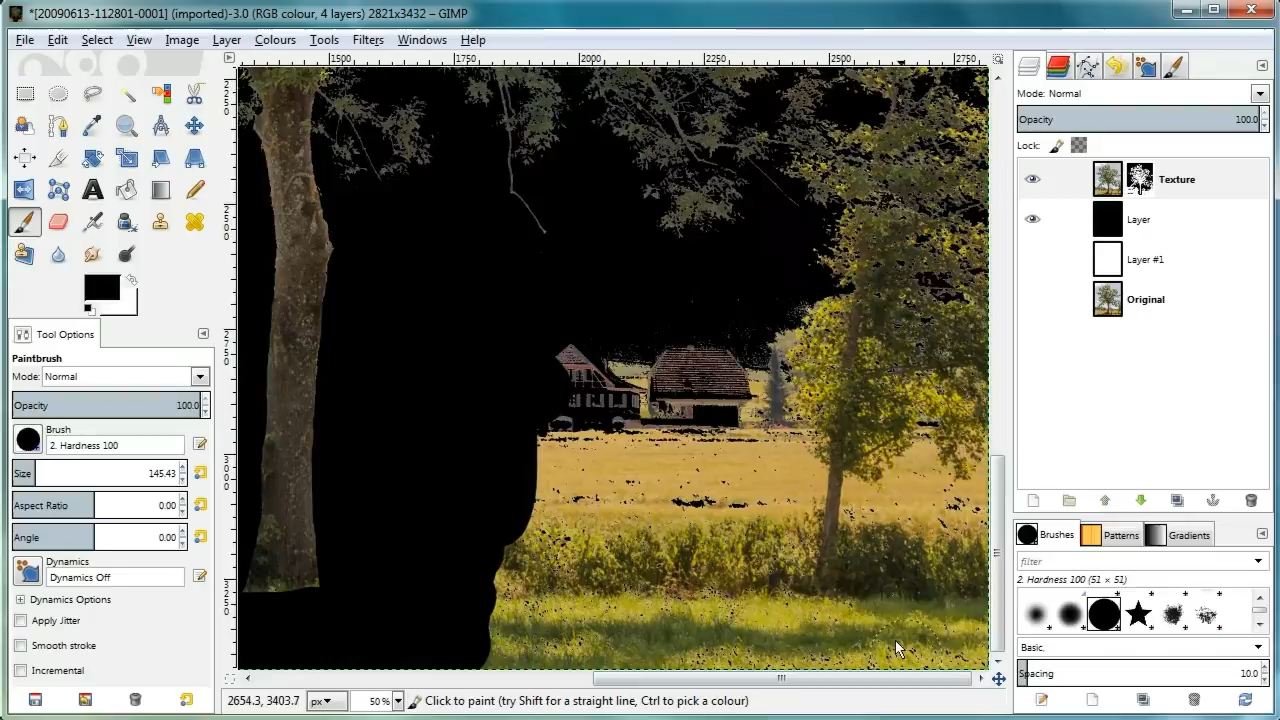 *[20090613-112801-0001] (imported)-3.0 (RGB colour, 4 layers) 2821x3432 – GIMP
File Edit Select View Image Layer Colours Tools Filters Windows Help
1500 1750 2000 2250 2500 2750
2250
2500
2750
3000
3250
Tool Options
Paintbrush
Mode: Normal
Opacity 100.0
Brush
2. Hardness 100
Size 145.43
Aspect Ratio 0.00
Angle 0.00
Dynamics
Dynamics Off
Dynamics Options
Apply Jitter
Smooth stroke
Incremental
2654.3, 3403.7 px 50% Click to paint (try Shift for a straight line, Ctrl to pick a colour)
Mode: Normal
Opacity 100.0
Lock:
Texture
Layer
Layer #1
Original
Brushes Patterns Gradients
filter
2. Hardness 100 (51 × 51)
Basic,
Spacing 10.0